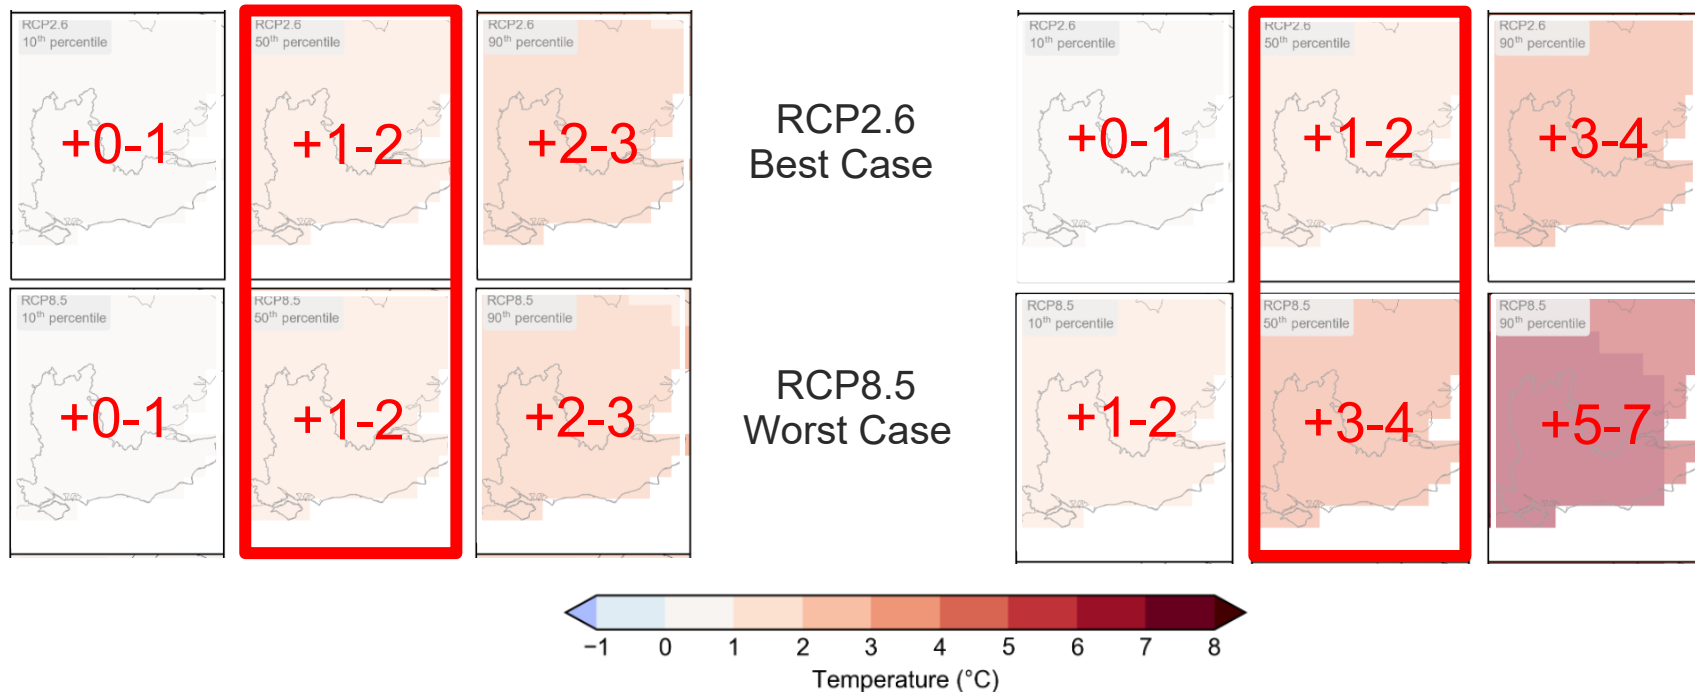 RCP2.6
10th percentile
+0-1
RCP2.6
50th percentile
+1-2
RCP2.6
90th percentile
+2-3
RCP2.6
Best Case
RCP2.6
10th percentile
+0-1
RCP2.6
50th percentile
+1-2
RCP2.6
90th percentile
+3-4
RCP8.5
10th percentile
+0-1
RCP8.5
50th percentile
+1-2
RCP8.5
90th percentile
+2-3
RCP8.5
Worst Case
RCP8.5
10th percentile
+1-2
RCP8.5
50th percentile
+3-4
RCP8.5
90th percentile
+5-7
−1 0 1 2 3 4 5 6 7 8
Temperature (°C)